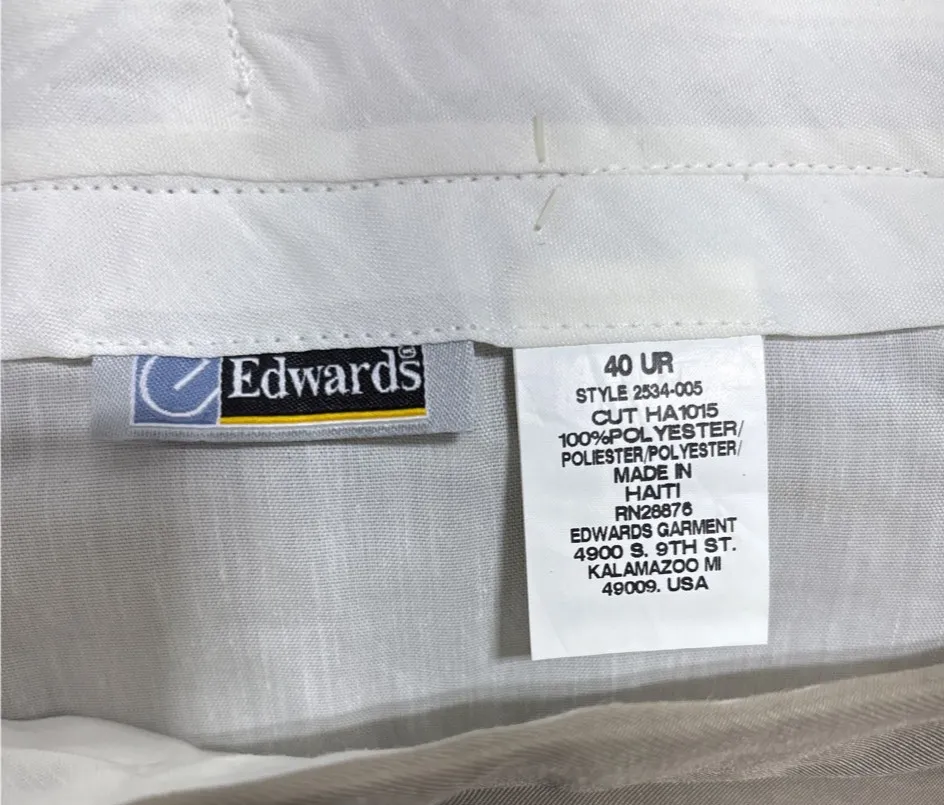 Edwards®
40 UR
STYLE 2534-005
CUT HA1015
100%POLYESTER/
POLIESTER/POLYESTER/
MADE IN
HAITI
RN28876
EDWARDS GARMENT
4900 S. 9TH ST.
KALAMAZOO MI
49009. USA